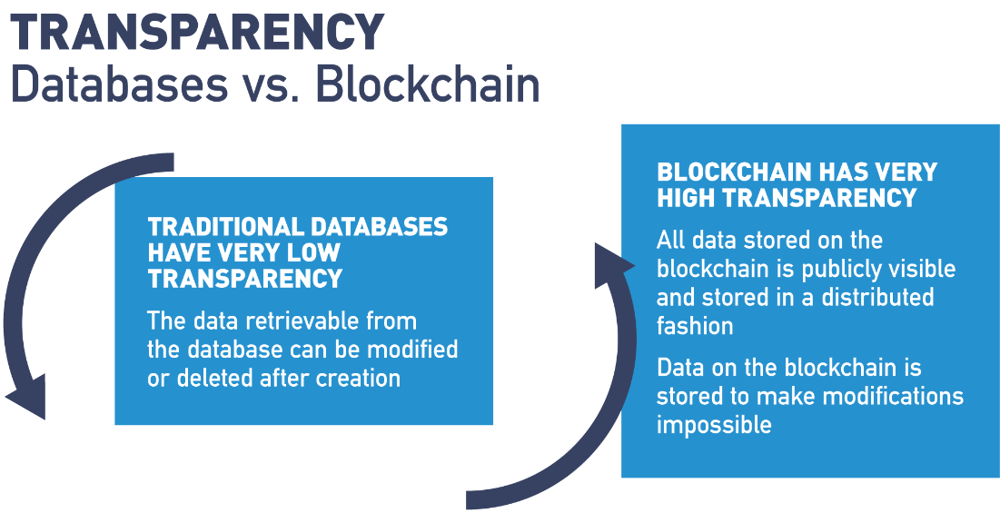 TRANSPARENCY
Databases vs. Blockchain
TRADITIONAL DATABASES
HAVE VERY LOW
TRANSPARENCY
The data retrievable from
the database can be modified
or deleted after creation
BLOCKCHAIN HAS VERY
HIGH TRANSPARENCY
All data stored on the
blockchain is publicly visible
and stored in a distributed
fashion
Data on the blockchain is
stored to make modifications
impossible